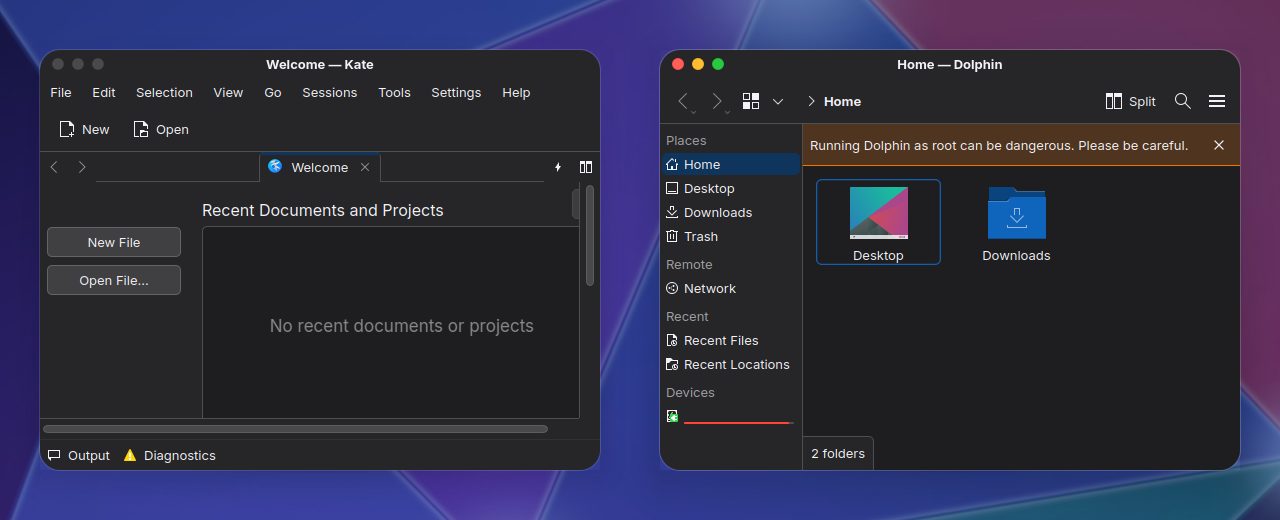 Welcome — Kate
File Edit Selection View Go Sessions Tools Settings Help
New Open
Welcome
Recent Documents and Projects
New File
Open File...
No recent documents or projects
Output Diagnostics
Home — Dolphin
Home Split
Places
Home
Desktop
Downloads
Trash
Remote
Network
Recent
Recent Files
Recent Locations
Devices
Running Dolphin as root can be dangerous. Please be careful.
Desktop Downloads
2 folders